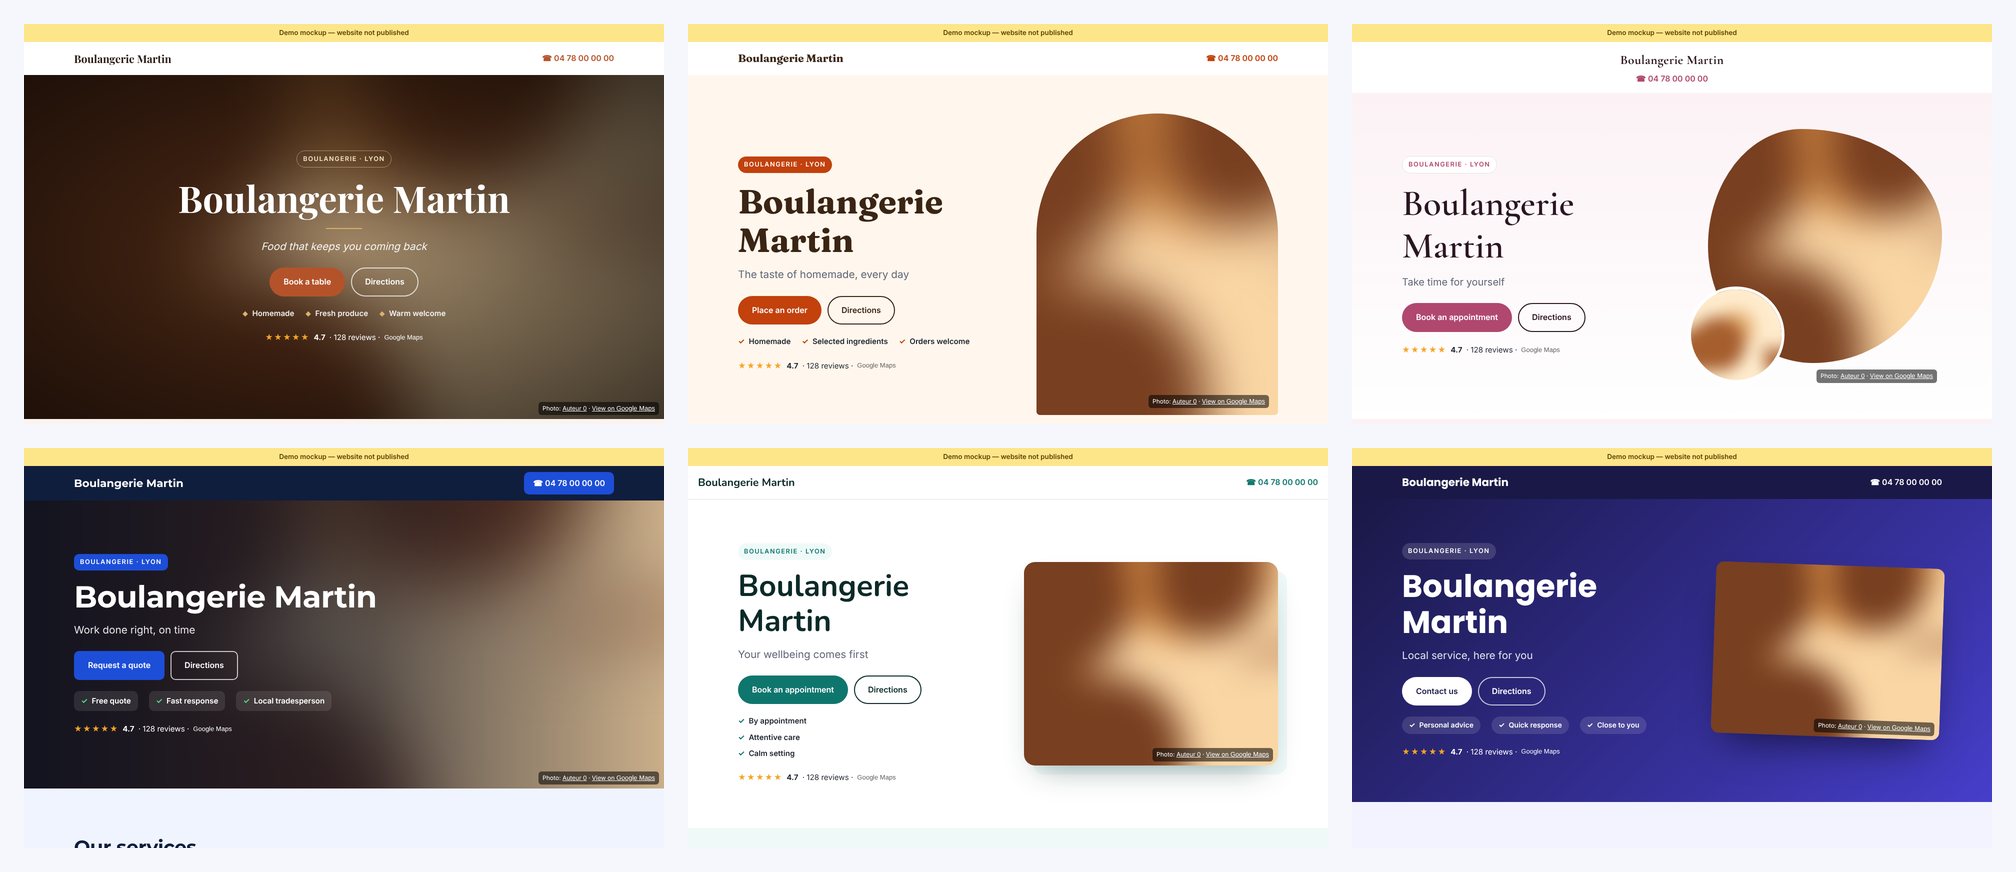 Demo mockup — website not published
Boulangerie Martin
☎ 04 78 00 00 00
BOULANGERIE · LYON
Boulangerie Martin
Food that keeps you coming back
Book a table
Directions
◆ Homemade ◆ Fresh produce ◆ Warm welcome
★★★★★ 4.7 · 128 reviews · Google Maps
Photo: Auteur 0 · View on Google Maps
Demo mockup — website not published
Boulangerie Martin
☎ 04 78 00 00 00
BOULANGERIE · LYON
Boulangerie
Martin
The taste of homemade, every day
Place an order
Directions
✓ Homemade ✓ Selected ingredients ✓ Orders welcome
★★★★★ 4.7 · 128 reviews · Google Maps
Photo: Auteur 0 · View on Google Maps
Demo mockup — website not published
Boulangerie Martin
☎ 04 78 00 00 00
BOULANGERIE · LYON
Boulangerie
Martin
Take time for yourself
Book an appointment
Directions
★★★★★ 4.7 · 128 reviews · Google Maps
Photo: Auteur 0 · View on Google Maps
Demo mockup — website not published
Boulangerie Martin
☎ 04 78 00 00 00
BOULANGERIE · LYON
Boulangerie Martin
Work done right, on time
Request a quote
Directions
✓ Free quote ✓ Fast response ✓ Local tradesperson
★★★★★ 4.7 · 128 reviews · Google Maps
Photo: Auteur 0 · View on Google Maps
Our services
Demo mockup — website not published
Boulangerie Martin
☎ 04 78 00 00 00
BOULANGERIE · LYON
Boulangerie
Martin
Your wellbeing comes first
Book an appointment
Directions
✓ By appointment
✓ Attentive care
✓ Calm setting
★★★★★ 4.7 · 128 reviews · Google Maps
Photo: Auteur 0 · View on Google Maps
Demo mockup — website not published
Boulangerie Martin
☎ 04 78 00 00 00
BOULANGERIE · LYON
Boulangerie
Martin
Local service, here for you
Contact us
Directions
✓ Personal advice ✓ Quick response ✓ Close to you
★★★★★ 4.7 · 128 reviews · Google Maps
Photo: Auteur 0 · View on Google Maps